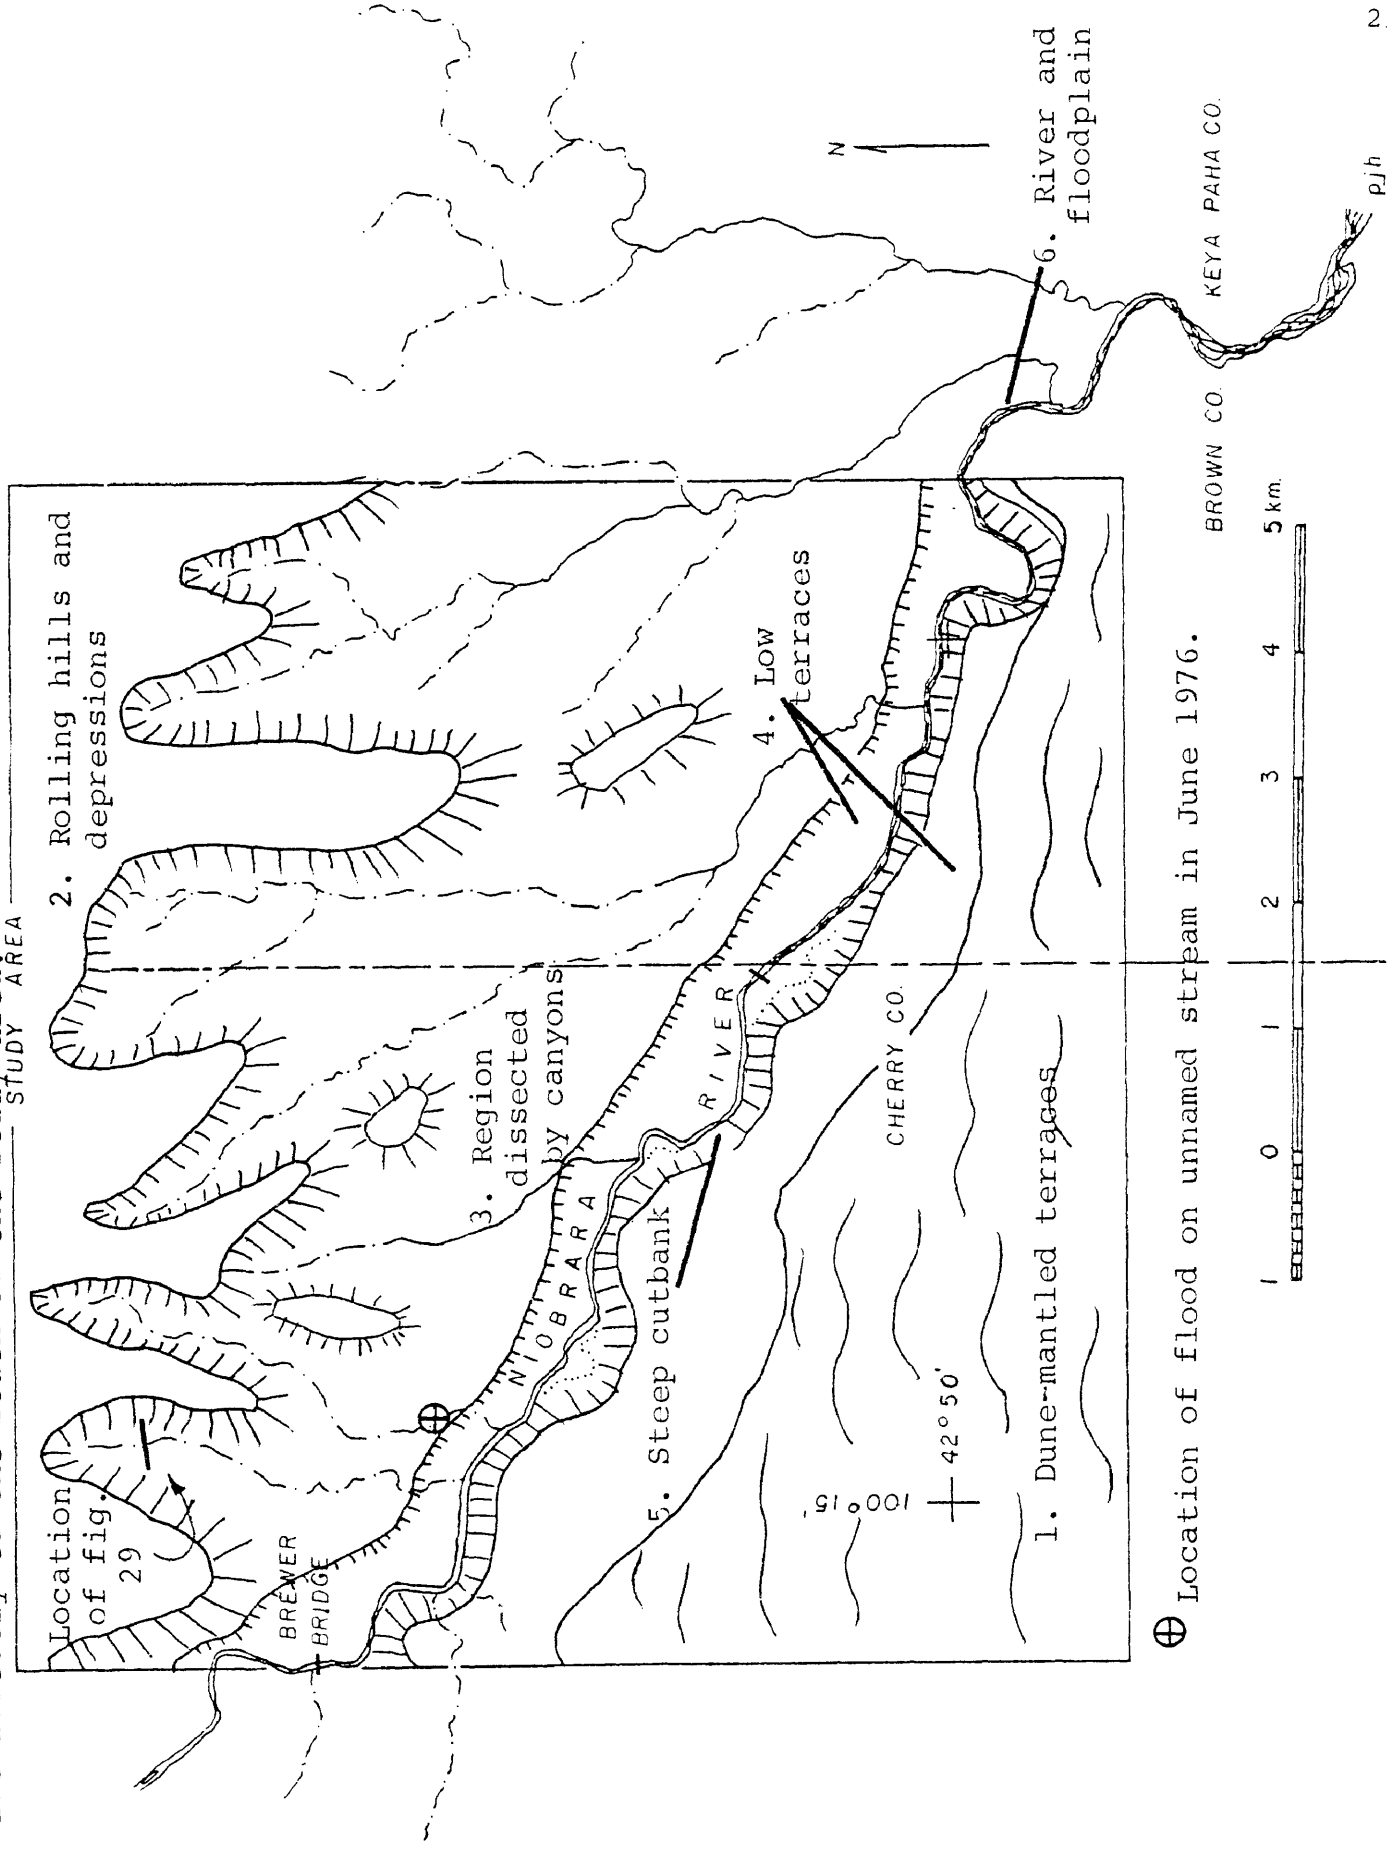 STUDY AREA
2. Rolling hills and
depressions
Location
of fig.
29
BREWER
BRIDGE
3. Region
dissected
by canyons
4. Low
terraces
N
6. River and
floodplain
NIOBRARA RIVER
5. Steep cutbank
CHERRY CO.
BROWN CO.
KEYA PAHA CO.
100°15'
42°50'
1. Dune-mantled terraces
pjh
1 0 1 2 3 4 5 km.
Location of flood on unnamed stream in June 1976.